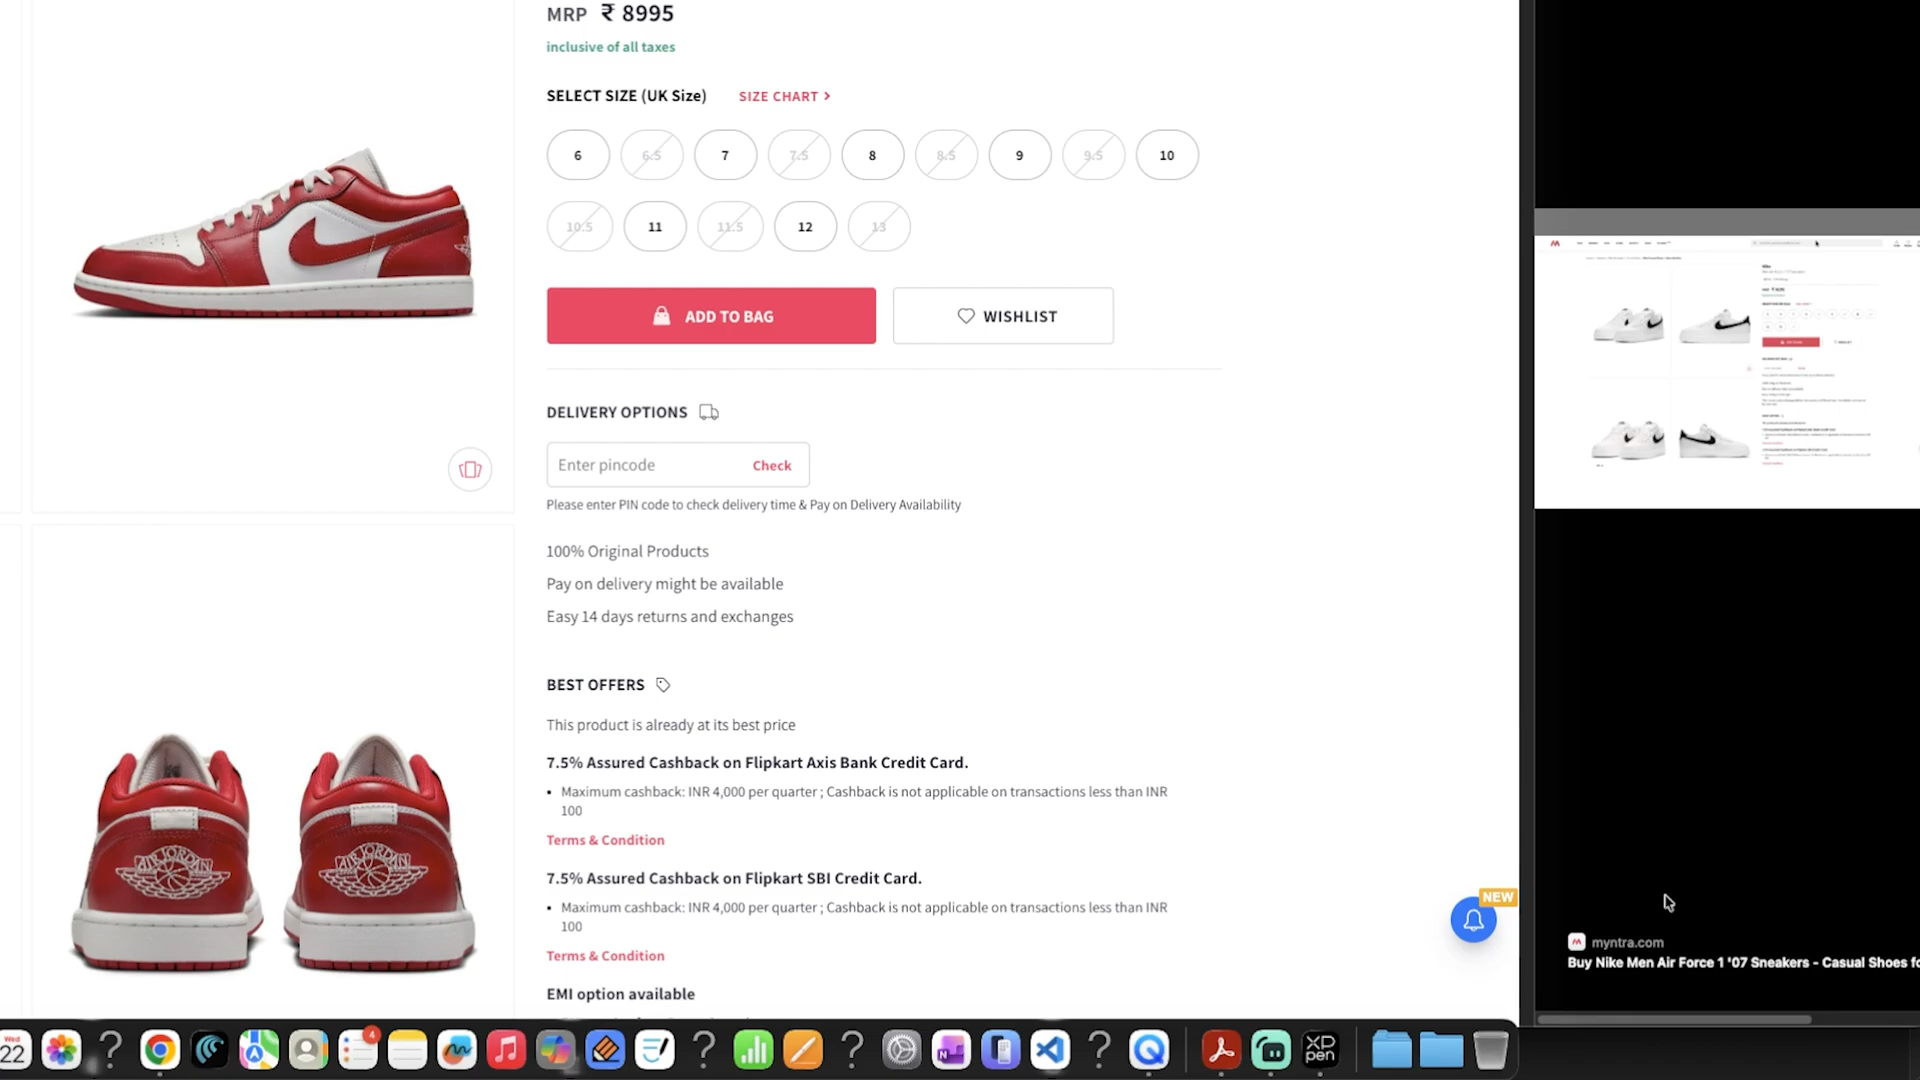 MRP ₹ 8995
inclusive of all taxes
SELECT SIZE (UK Size) SIZE CHART >
6 6.5 7 7.5 8 8.5 9 9.5 10
10.5 11 11.5 12 13
ADD TO BAG WISHLIST
DELIVERY OPTIONS
Enter pincode Check
Please enter PIN code to check delivery time & Pay on Delivery Availability
100% Original Products
Pay on delivery might be available
Easy 14 days returns and exchanges
BEST OFFERS
This product is already at its best price
7.5% Assured Cashback on Flipkart Axis Bank Credit Card.
• Maximum cashback: INR 4,000 per quarter ; Cashback is not applicable on transactions less than INR
100
Terms & Condition
7.5% Assured Cashback on Flipkart SBI Credit Card.
• Maximum cashback: INR 4,000 per quarter ; Cashback is not applicable on transactions less than INR
100
Terms & Condition
EMI option available
NEW
AIR JORDAN
AIR JORDAN
myntra.com
Buy Nike Men Air Force 1 '07 Sneakers - Casual Shoes fo
Wed
22
4
XP
pen